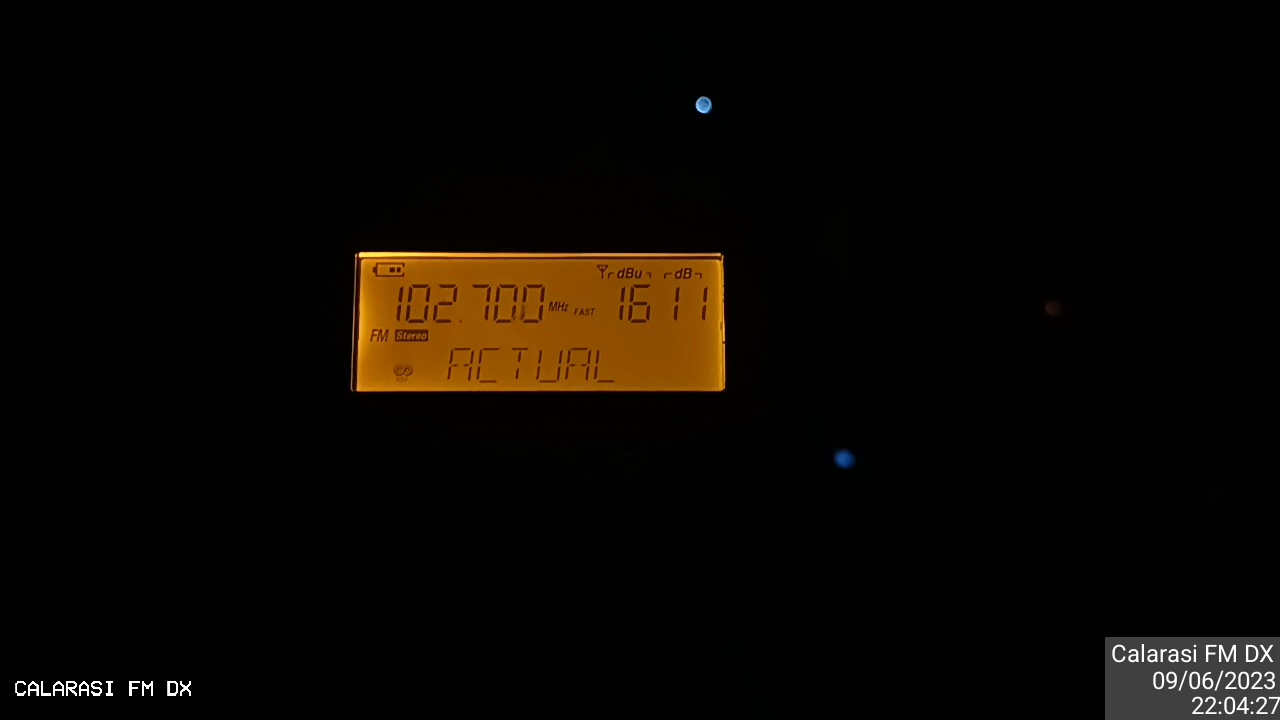 dBu dB
102.700 MHz FAST 16 11
FM Stereo
ACTUAL
CALARASI FM DX
Calarasi FM DX
09/06/2023
22:04:27